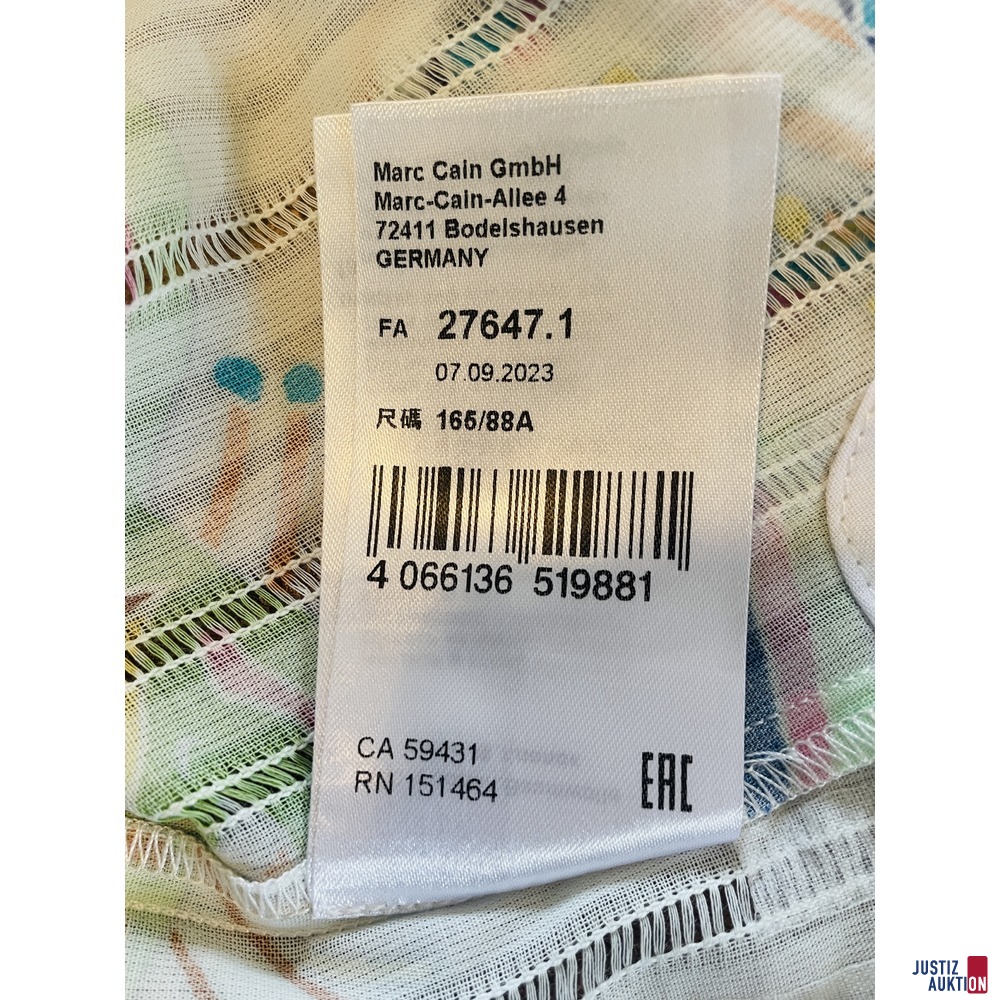 Marc Cain GmbH
Marc-Cain-Allee 4
72411 Bodelshausen
GERMANY
FA 27647.1
07.09.2023
尺碼 165/88A
4 066136 519881
CA 59431
RN 151464
EAC
JUSTIZ
AUKTION